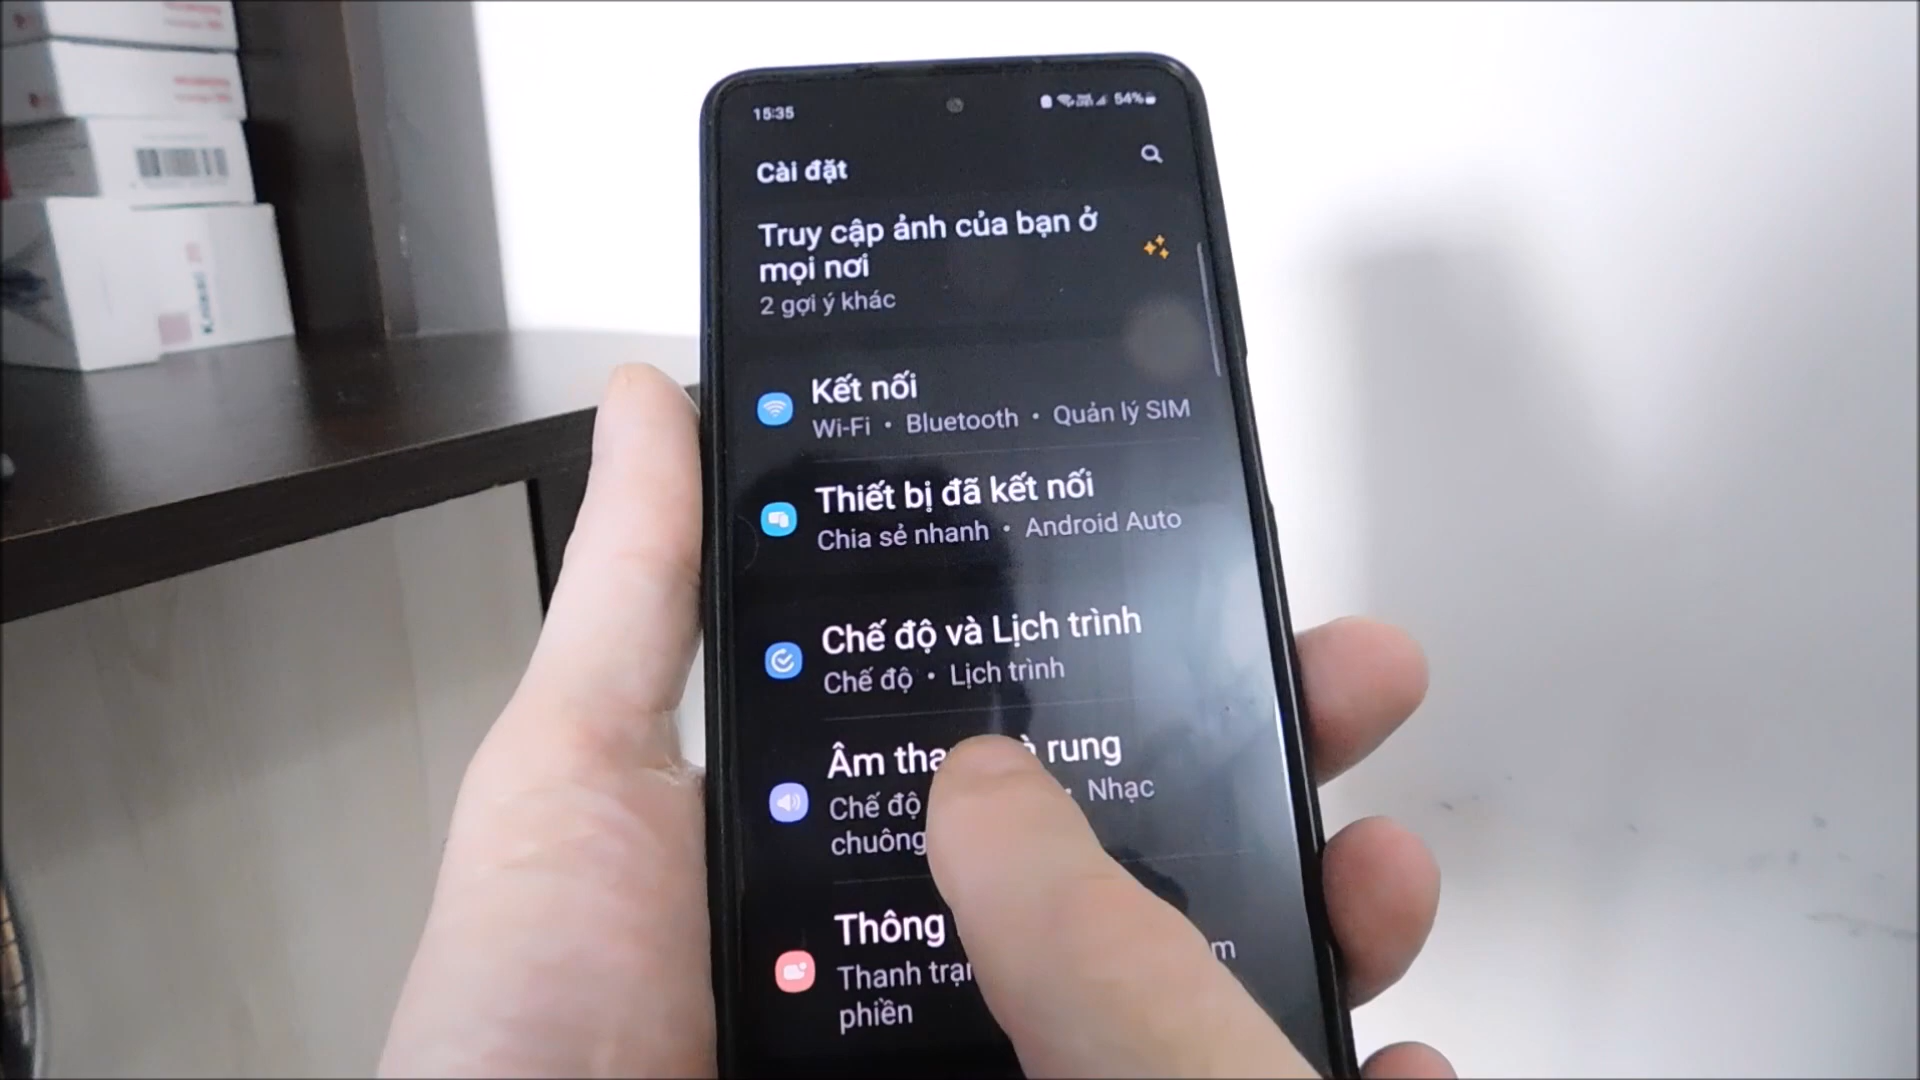 15:35
54%
Cài đặt
Truy cập ảnh của bạn ở
mọi nơi
2 gợi ý khác
Kết nối
Wi-Fi • Bluetooth • Quản lý SIM
Thiết bị đã kết nối
Chia sẻ nhanh • Android Auto
Chế độ và Lịch trình
Chế độ • Lịch trình
Âm rung
Chế độ • Nhạc
chuông
Thông
Thanh
phiền